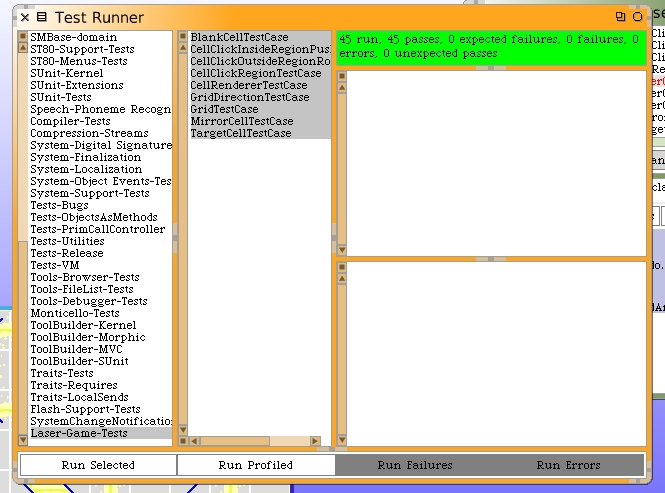 Test Runner
SMBase-domain
ST80-Support-Tests
ST80-Menus-Tests
SUnit-Kernel
SUnit-Extensions
SUnit-Tests
Speech-Phoneme Recogn
Compiler-Tests
Compression-Streams
System-Digital Signature
System-Finalization
System-Localization
System-Object Events-Tes
System-Support-Tests
Tests-Bugs
Tests-ObjectsAsMethods
Tests-PrimCallController
Tests-Utilities
Tests-Release
Tests-VM
Tools-Browser-Tests
Tools-FileList-Tests
Tools-Debugger-Tests
Monticello-Tests
ToolBuilder-Kernel
ToolBuilder-Morphic
ToolBuilder-MVC
ToolBuilder-SUnit
Traits-Tests
Traits-Requires
Traits-LocalSends
Flash-Support-Tests
SystemChangeNotification
Laser-Game-Tests
BlankCellTestCase
CellClickInsideRegionPus
CellClickOutsideRegionRo
CellClickRegionTestCase
CellRendererTestCase
GridDirectionTestCase
GridTestCase
MirrorCellTestCase
TargetCellTestCase
45 run, 45 passes, 0 expected failures, 0 failures, 0
errors, 0 unexpected passes
Run Selected
Run Profiled
Run Failures
Run Errors